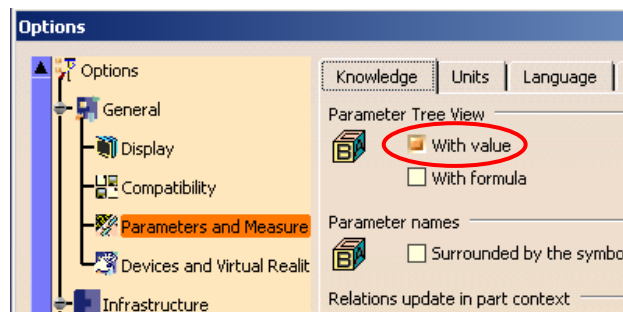 Options
Options
General
Display
Compatibility
Parameters and Measure
Devices and Virtual Realit
Infrastructure
Knowledge Units Language
Parameter Tree View
B
With value
With formula
Parameter names
B
Surrounded by the symbo
Relations update in part context